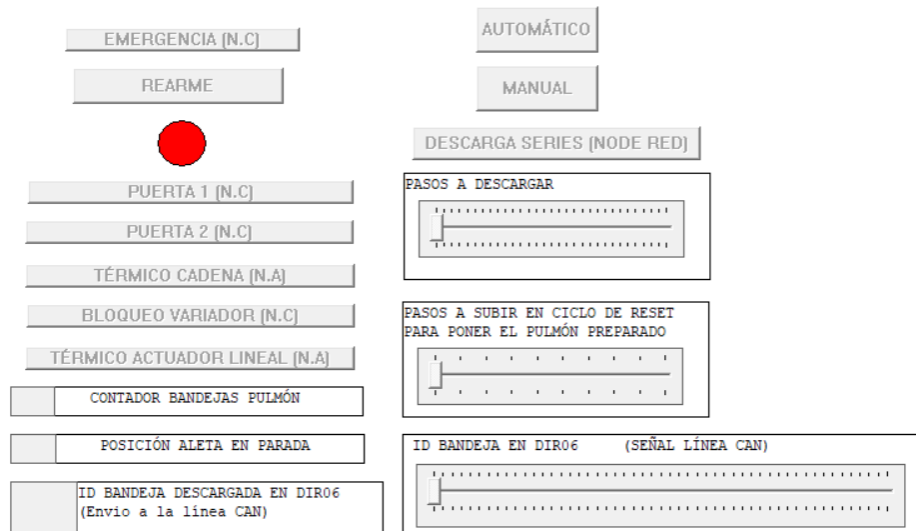 EMERGENCIA (N.C)
AUTOMÁTICO
REARME
MANUAL
DESCARGA SERIES (NODE RED)
PUERTA 1 (N.C)
PUERTA 2 (N.C)
TÉRMICO CADENA (N.A)
BLOQUEO VARIADOR (N.C)
TÉRMICO ACTUADOR LINEAL (N.A)
CONTADOR BANDEJAS PULMÓN
POSICIÓN ALETA EN PARADA
ID BANDEJA DESCARGADA EN DIR06
(Envio a la línea CAN)
PASOS A DESCARGAR
PASOS A SUBIR EN CICLO DE RESET
PARA PONER EL PULMÓN PREPARADO
ID BANDEJA EN DIR06 (SEÑAL LÍNEA CAN)